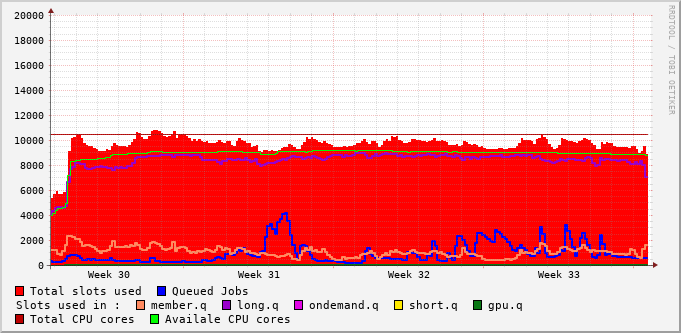 RRDTOOL / TOBI OETIKER
20000
18000
16000
14000
12000
10000
8000
6000
4000
2000
0
Week 30 Week 31 Week 32 Week 33
Total slots used Queued Jobs
Slots used in : member.q long.q ondemand.q short.q gpu.q
Total CPU cores Availale CPU cores